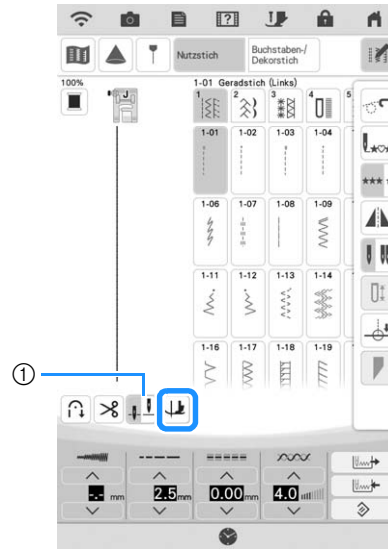 Nutzstich
Buchstaben-/
Dekorstich
100%
1-01 Geradstich (Links)
J
1 2 3 4 5
1-01 1-02 1-03 1-04
1-06 1-07 1-08 1-09
1-11 1-12 1-13 1-14
1-16 1-17 1-18 1-19
①
-.- mm 2.5 mm 0.00 mm 4.0